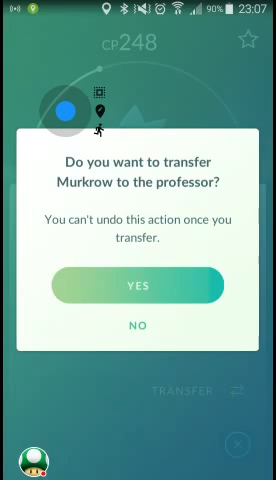 90% 23:07
CP248
Do you want to transfer
Murkrow to the professor?
You can't undo this action once you
transfer.
YES
NO
TRANSFER